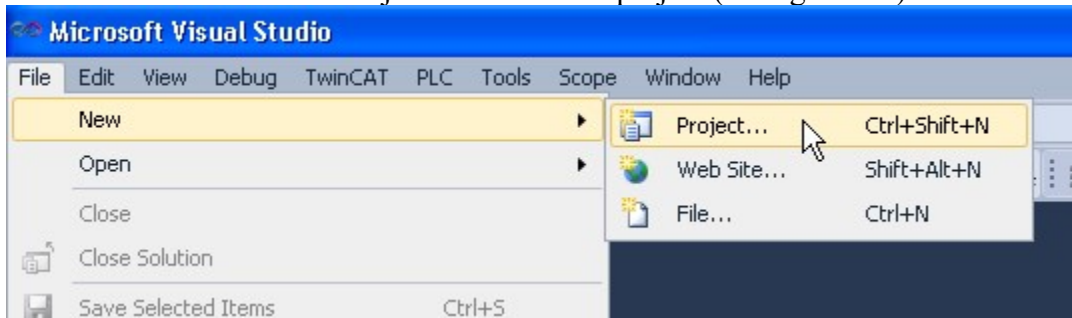 Microsoft Visual Studio
File Edit View Debug TwinCAT PLC Tools Scope Window Help
New
Project... Ctrl+Shift+N
Open
Web Site... Shift+Alt+N
Close
File... Ctrl+N
Close Solution
Save Selected Items Ctrl+S